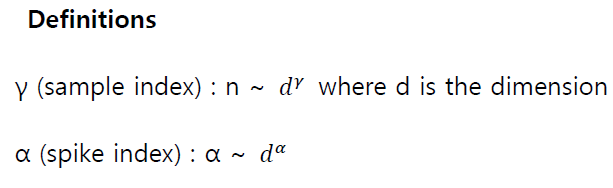 Definitions
γ (sample index) : n ~ d^γ where d is the dimension
α (spike index) : α ~ d^α